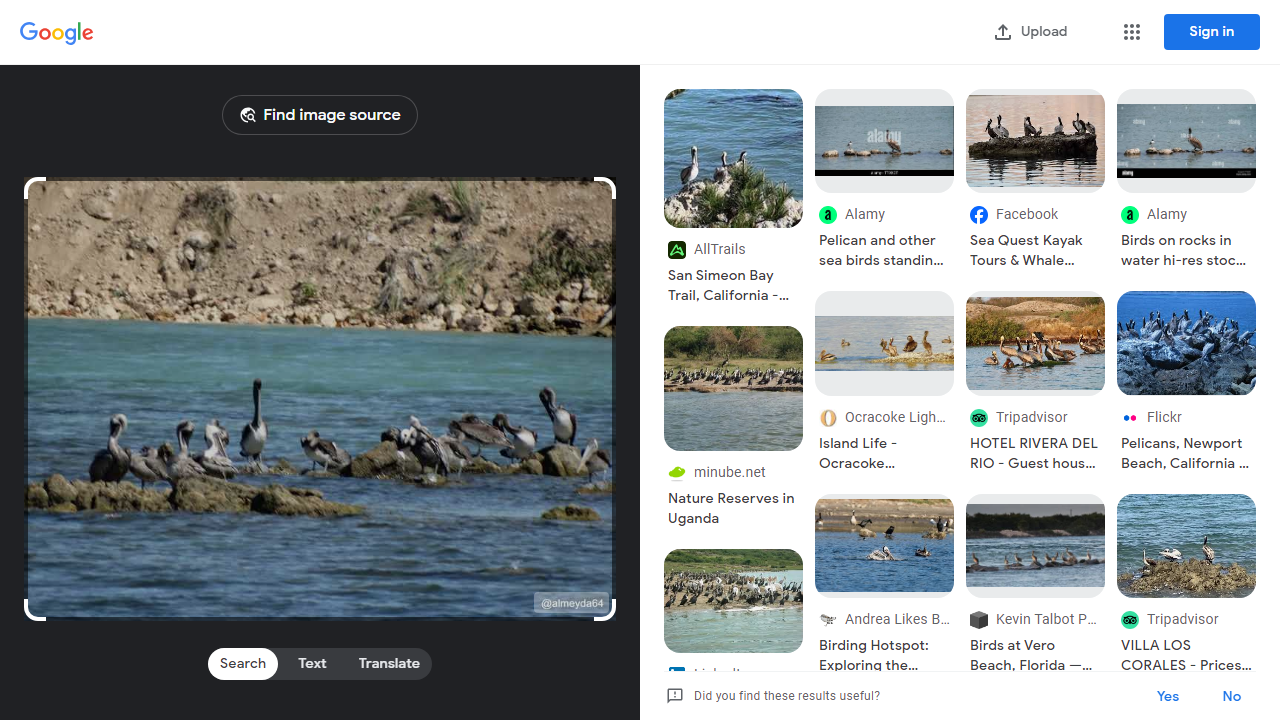 Google
Upload
Sign in
Find image source
@almeyda64
Search
Text
Translate
AllTrails
San Simeon Bay
Trail, California -...
minube.net
Nature Reserves in
Uganda
alamy
Alamy
Pelican and other
sea birds standin...
Ocracoke Ligh...
Island Life -
Ocracoke...
Andrea Likes B...
Birding Hotspot:
Exploring the...
Facebook
Sea Quest Kayak
Tours & Whale...
Tripadvisor
HOTEL RIVERA DEL
RIO - Guest hous...
Kevin Talbot P...
Birds at Vero
Beach, Florida —...
Alamy
Birds on rocks in
water hi-res stoc...
Flickr
Pelicans, Newport
Beach, California ...
Tripadvisor
VILLA LOS
CORALES - Prices...
Did you find these results useful?
Yes
No